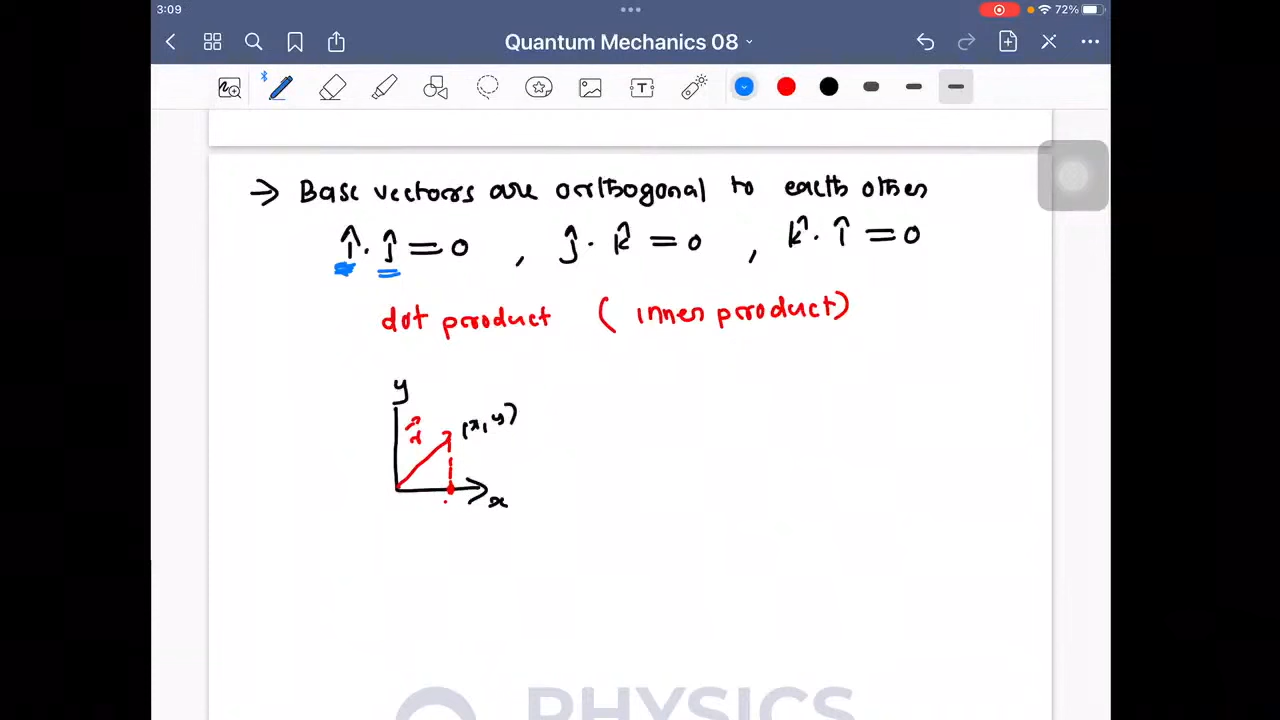 3:09
72%
Quantum Mechanics 08
T
→ Base vectors are orthogonal to each other
î · ĵ = 0 , ĵ · k̂ = 0 , k̂ · î = 0
dot product (inner product)
y
(x, y)
x
PHYSICS